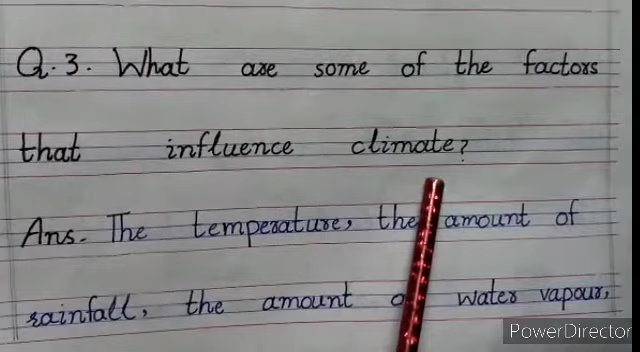 Q.3. What are some of the factors
that influence climate?
Ans. The temperature, the amount of
rainfall, the amount of water vapour,
PowerDirector